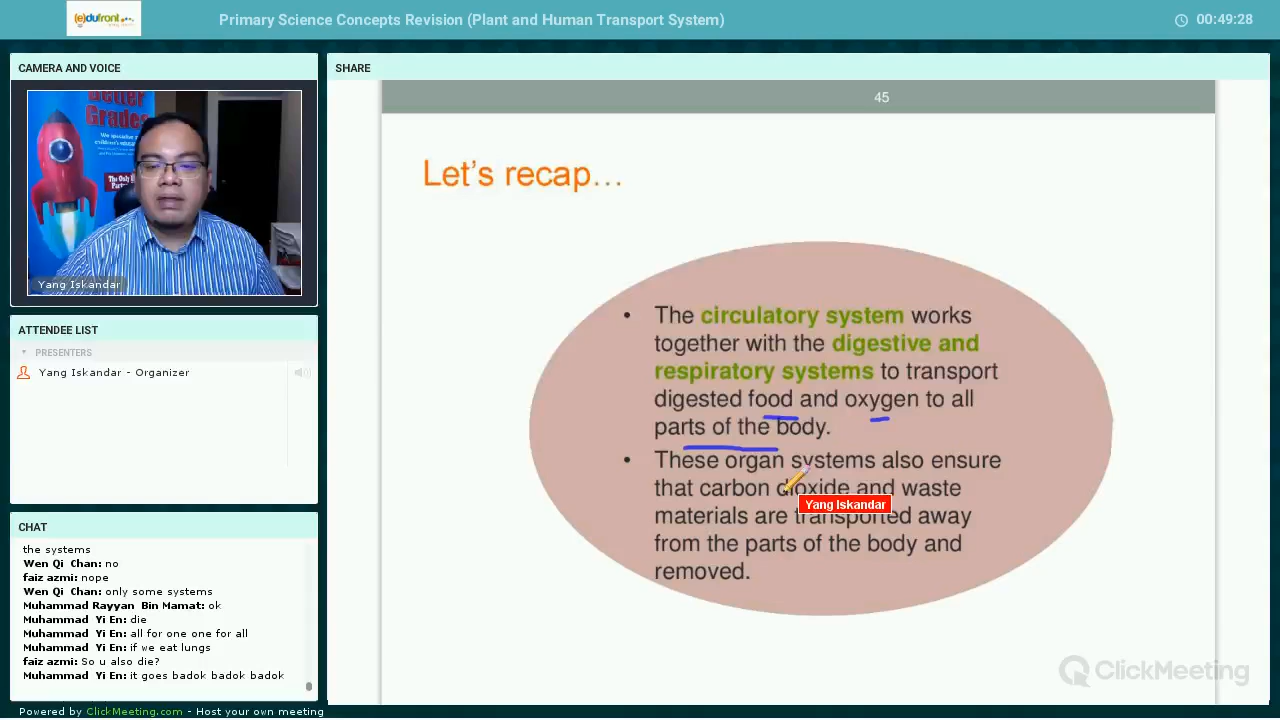 (e)dufront
Primary Science Concepts Revision (Plant and Human Transport System)
00:49:28
CAMERA AND VOICE
Better
Grades
Yang Iskandar
ATTENDEE LIST
PRESENTERS
Yang Iskandar - Organizer
CHAT
the systems
Wen Qi Chan: no
faiz azmi: nope
Wen Qi Chan: only some systems
Muhammad Rayyan Bin Mamat: ok
Muhammad Yi En: die
Muhammad Yi En: all for one one for all
Muhammad Yi En: if we eat lungs
faiz azmi: So u also die?
Muhammad Yi En: it goes badok badok badok
SHARE
45
Let's recap...
• The circulatory system works
together with the digestive and
respiratory systems to transport
digested food and oxygen to all
parts of the body.
• These organ systems also ensure
that carbon dioxide and waste
Yang Iskandar
materials are transported away
from the parts of the body and
removed.
ClickMeeting
Powered by ClickMeeting.com - Host your own meeting